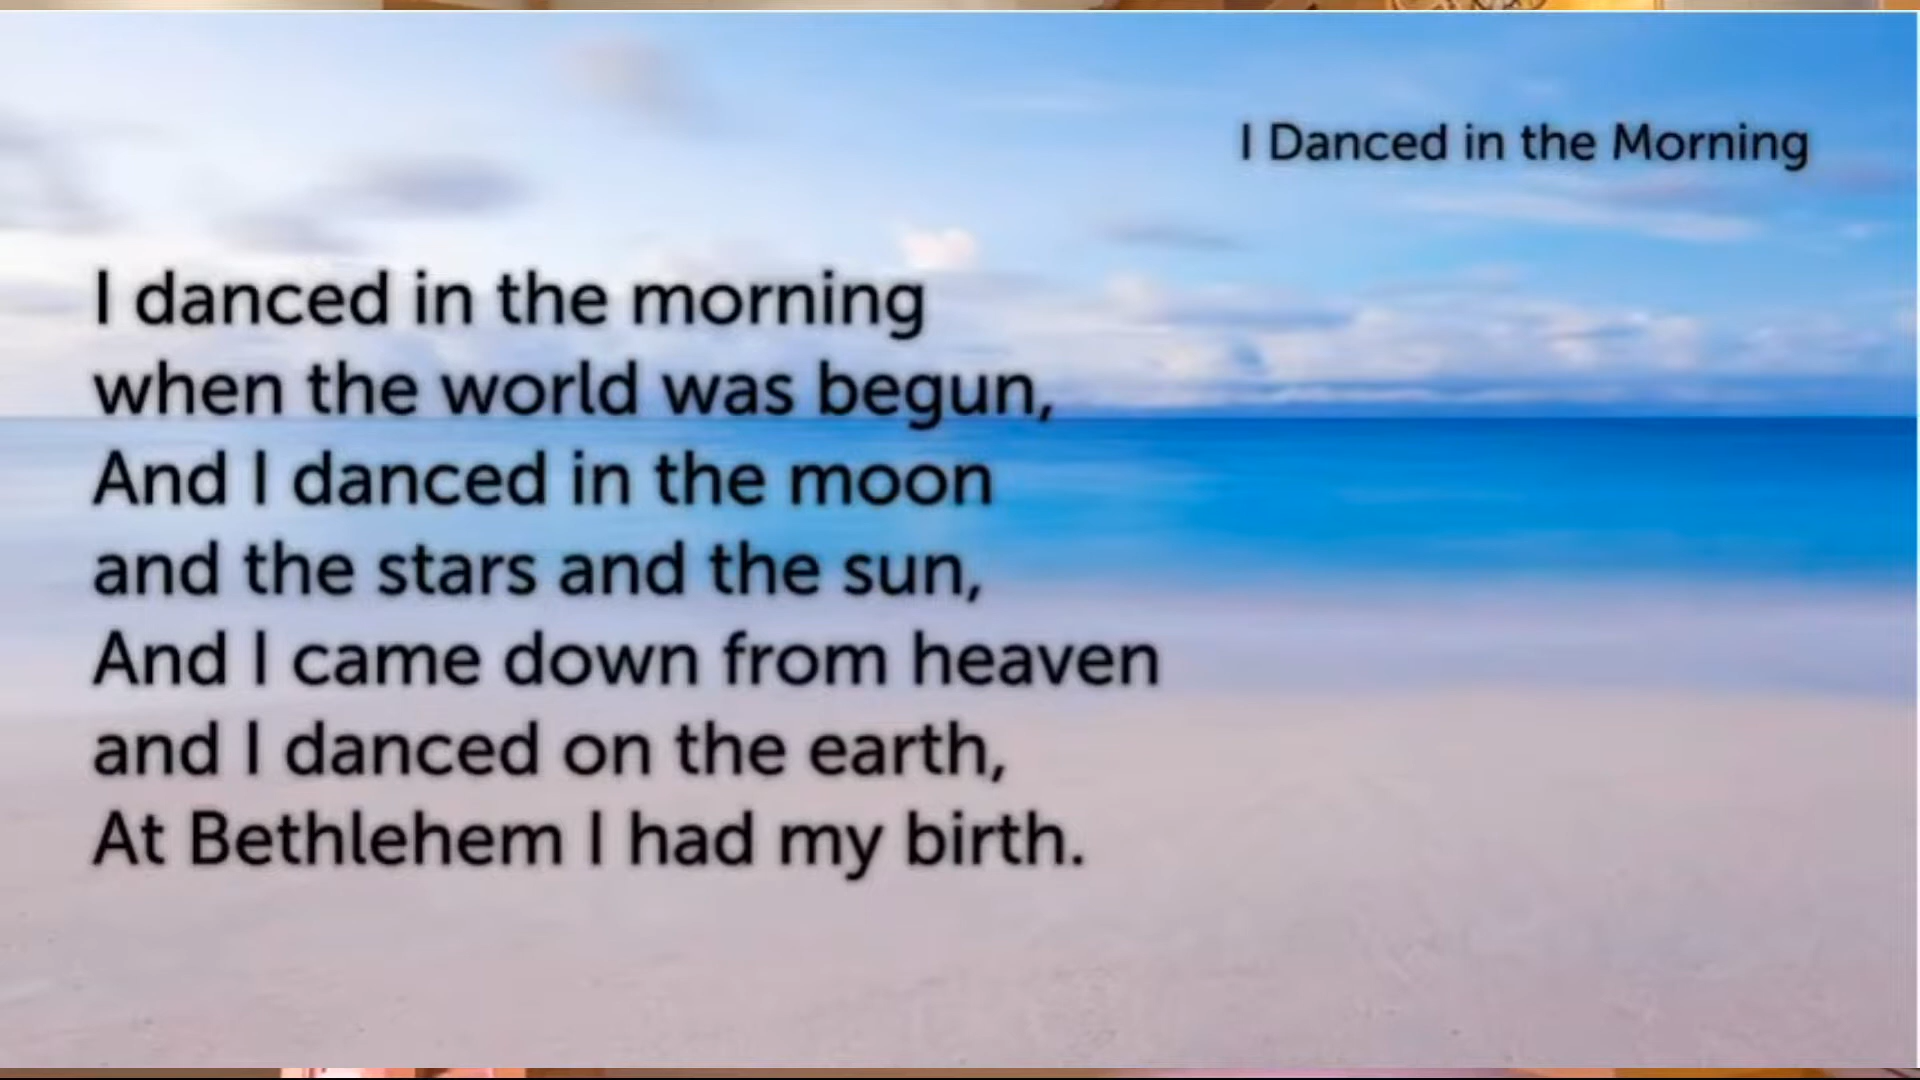 I Danced in the Morning
I danced in the morning
when the world was begun,
And I danced in the moon
and the stars and the sun,
And I came down from heaven
and I danced on the earth,
At Bethlehem I had my birth.